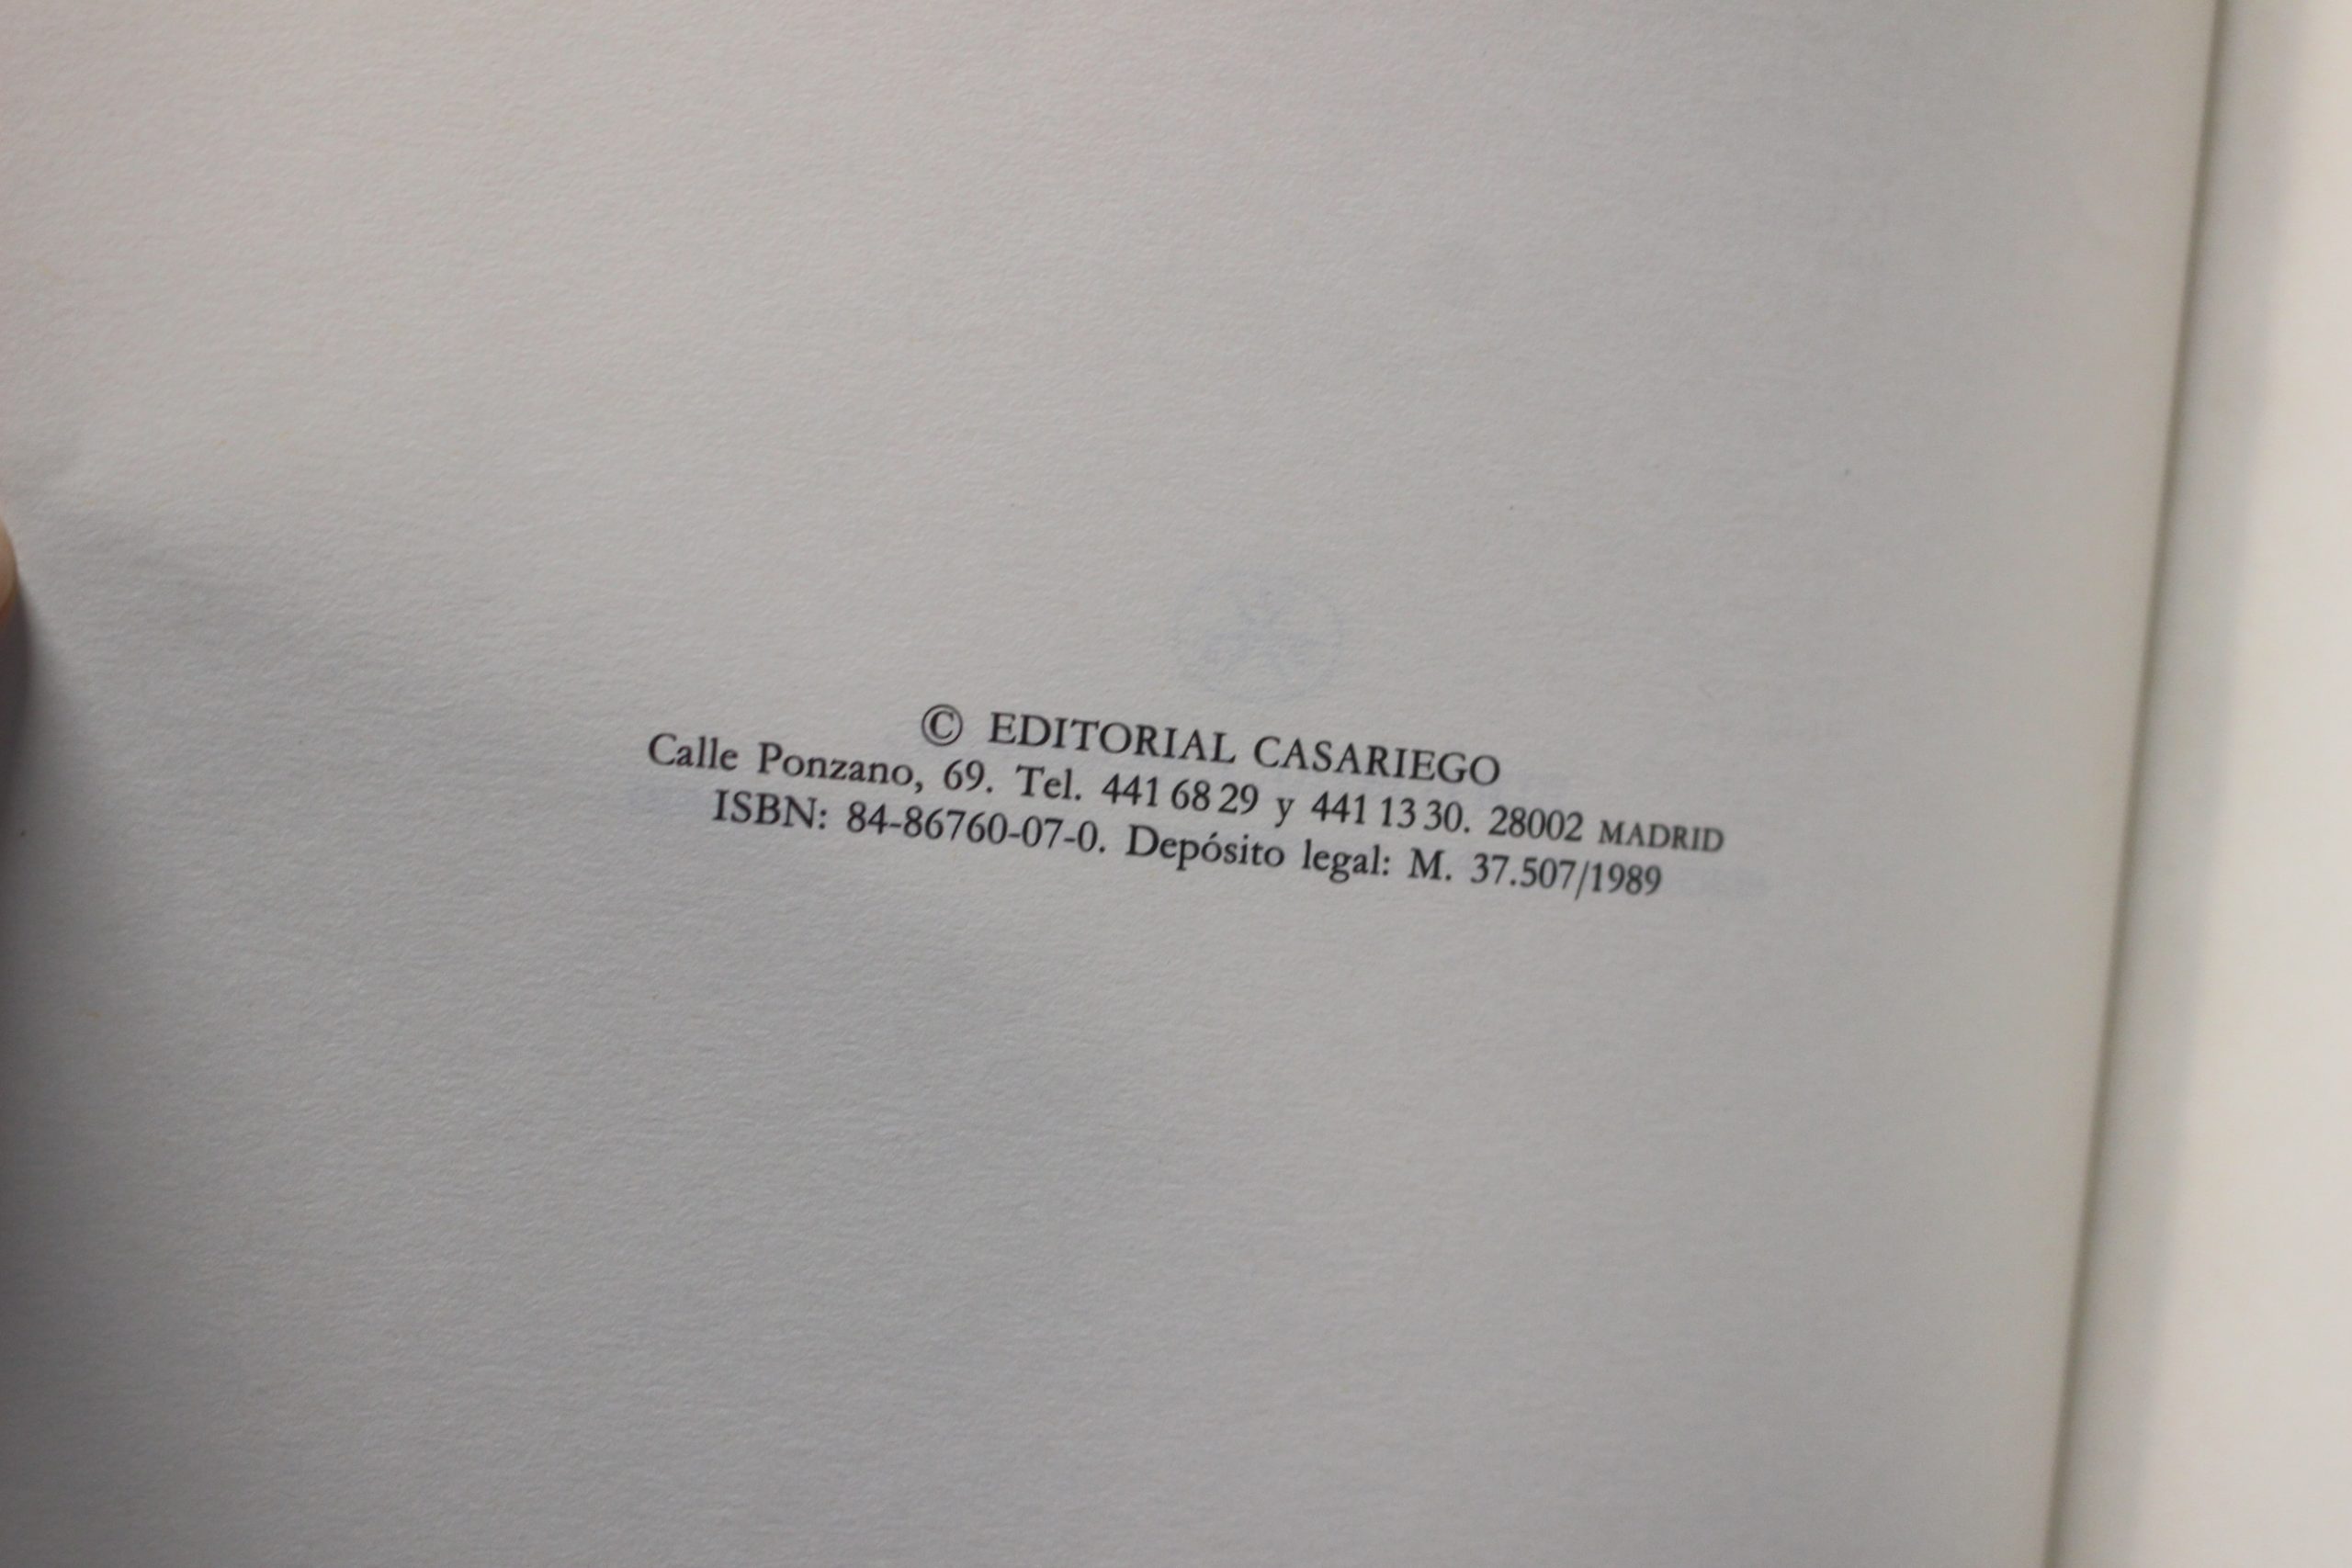 © EDITORIAL CASARIEGO
Calle Ponzano, 69. Tel. 441 68 29 y 441 13 30. 28002 MADRID
ISBN: 84-86760-07-0. Depósito legal: M. 37.507/1989